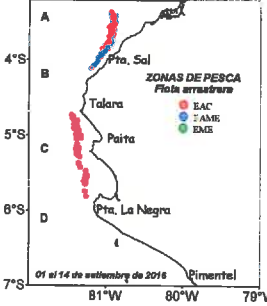 A
4°S
Pta. Sal
B
ZONAS DE PESCA
Flota arrastrera
EAC
EAME
EME
Talara
5°S
Paita
C
6°S
D
Pta. La Negra
01 al 14 de setiembre de 2016
Pimentel
7°S
81°W
80°W
79°